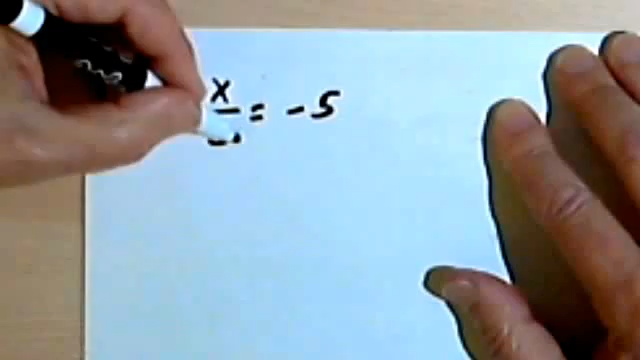 x/ = -5